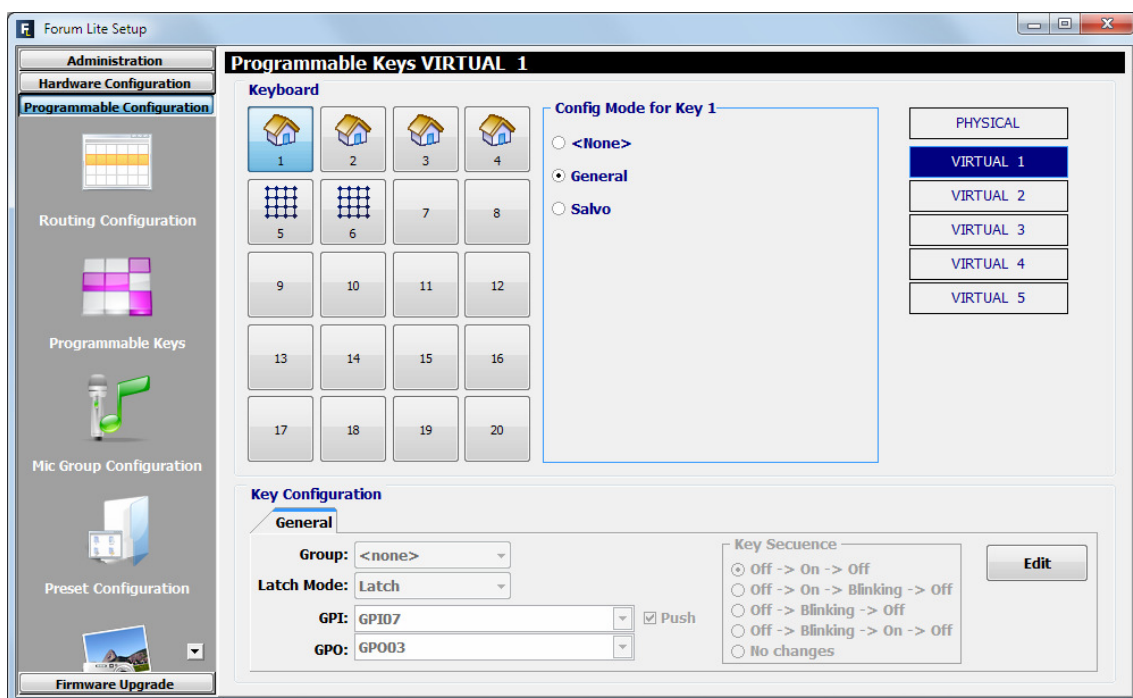 Forum Lite Setup
Administration
Hardware Configuration
Programmable Configuration
Routing Configuration
Programmable Keys
Mic Group Configuration
Preset Configuration
Firmware Upgrade
Programmable Keys VIRTUAL 1
Keyboard
1 2 3 4
5 6 7 8
9 10 11 12
13 14 15 16
17 18 19 20
Config Mode for Key 1
<None>
General
Salvo
PHYSICAL
VIRTUAL 1
VIRTUAL 2
VIRTUAL 3
VIRTUAL 4
VIRTUAL 5
Key Configuration
General
Group: <none>
Latch Mode: Latch
GPI: GPI07 Push
GPO: GPO03
Key Secuence
Off -> On -> Off
Off -> On -> Blinking -> Off
Off -> Blinking -> Off
Off -> Blinking -> On -> Off
No changes
Edit